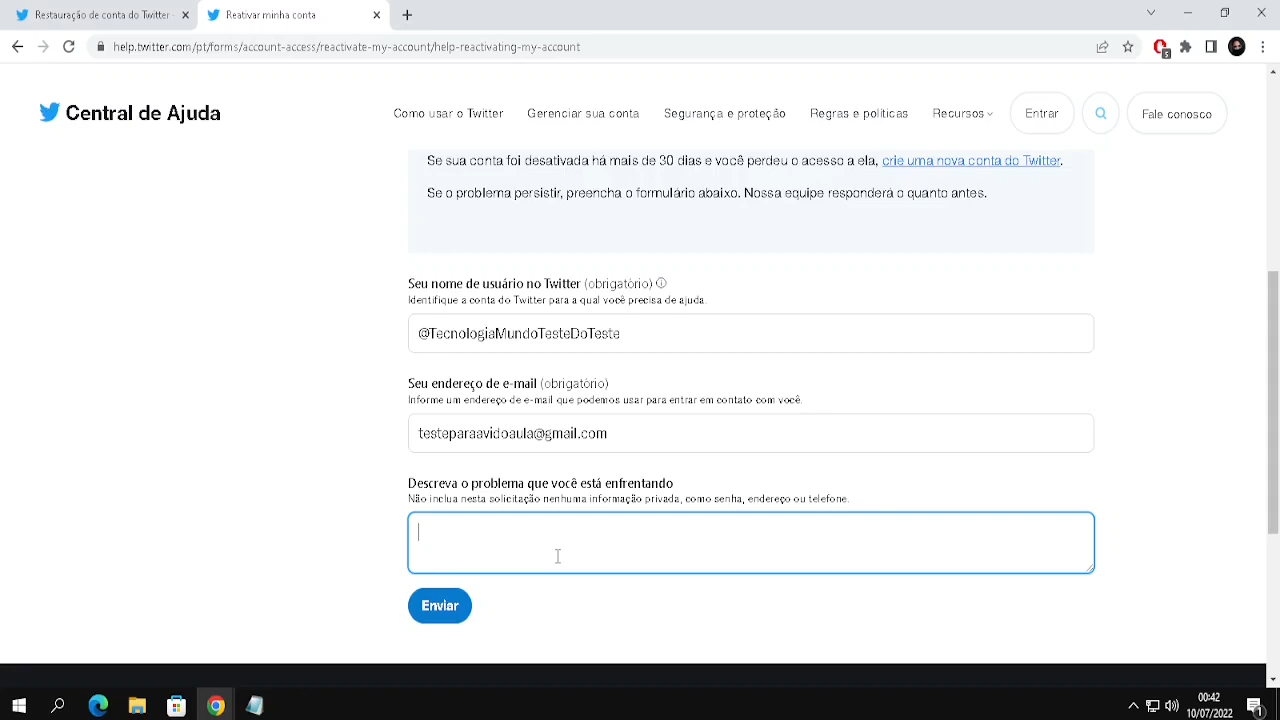 Restauração de conta do Twitter -
Reativar minha conta
help.twitter.com/pt/forms/account-access/reactivate-my-account/help-reactivating-my-account
5
Central de Ajuda
Como usar o Twitter
Gerenciar sua conta
Segurança e proteção
Regras e políticas
Recursos
Entrar
Fale conosco
Se sua conta foi desativada há mais de 30 dias e você perdeu o acesso a ela, crie uma nova conta do Twitter.
Se o problema persistir, preencha o formulário abaixo. Nossa equipe responderá o quanto antes.
Seu nome de usuário no Twitter (obrigatório)
Identifique a conta do Twitter para a qual você precisa de ajuda.
@TecnologiaMundoTesteDoTeste
Seu endereço de e-mail (obrigatório)
Informe um endereço de e-mail que podemos usar para entrar em contato com você.
testeparaavidoaula@gmail.com
Descreva o problema que você está enfrentando
Não inclua nesta solicitação nenhuma informação privada, como senha, endereço ou telefone.
Enviar
00:42
10/07/2022
1